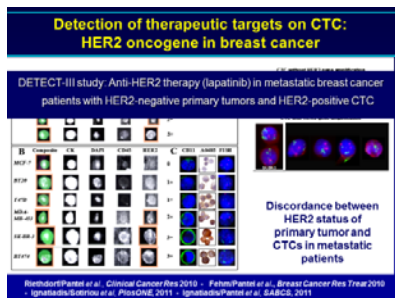 Detection of therapeutic targets on CTC:
HER2 oncogene in breast cancer
DETECT-III study: Anti-HER2 therapy (lapatinib) in metastatic breast cancer
patients with HER2-negative primary tumors and HER2-positive CTC
B Composite CK DAPI CD45 HER2 C
MCF-7
BT20
T47D
MDA-
SK-BR-3
BT474
Discordance between
HER2 status of
primary tumor and
CTCs in metastatic
patients
Riethdorf/Pantel et al., Clinical Cancer Res 2010 - Fehm/Pantel et al., Breast Cancer Res Treat 2010
- Ignatiadis/Sotiriou et al, PlosONE, 2011 - Ignatiadis/Pantel et al, SABCS, 2011